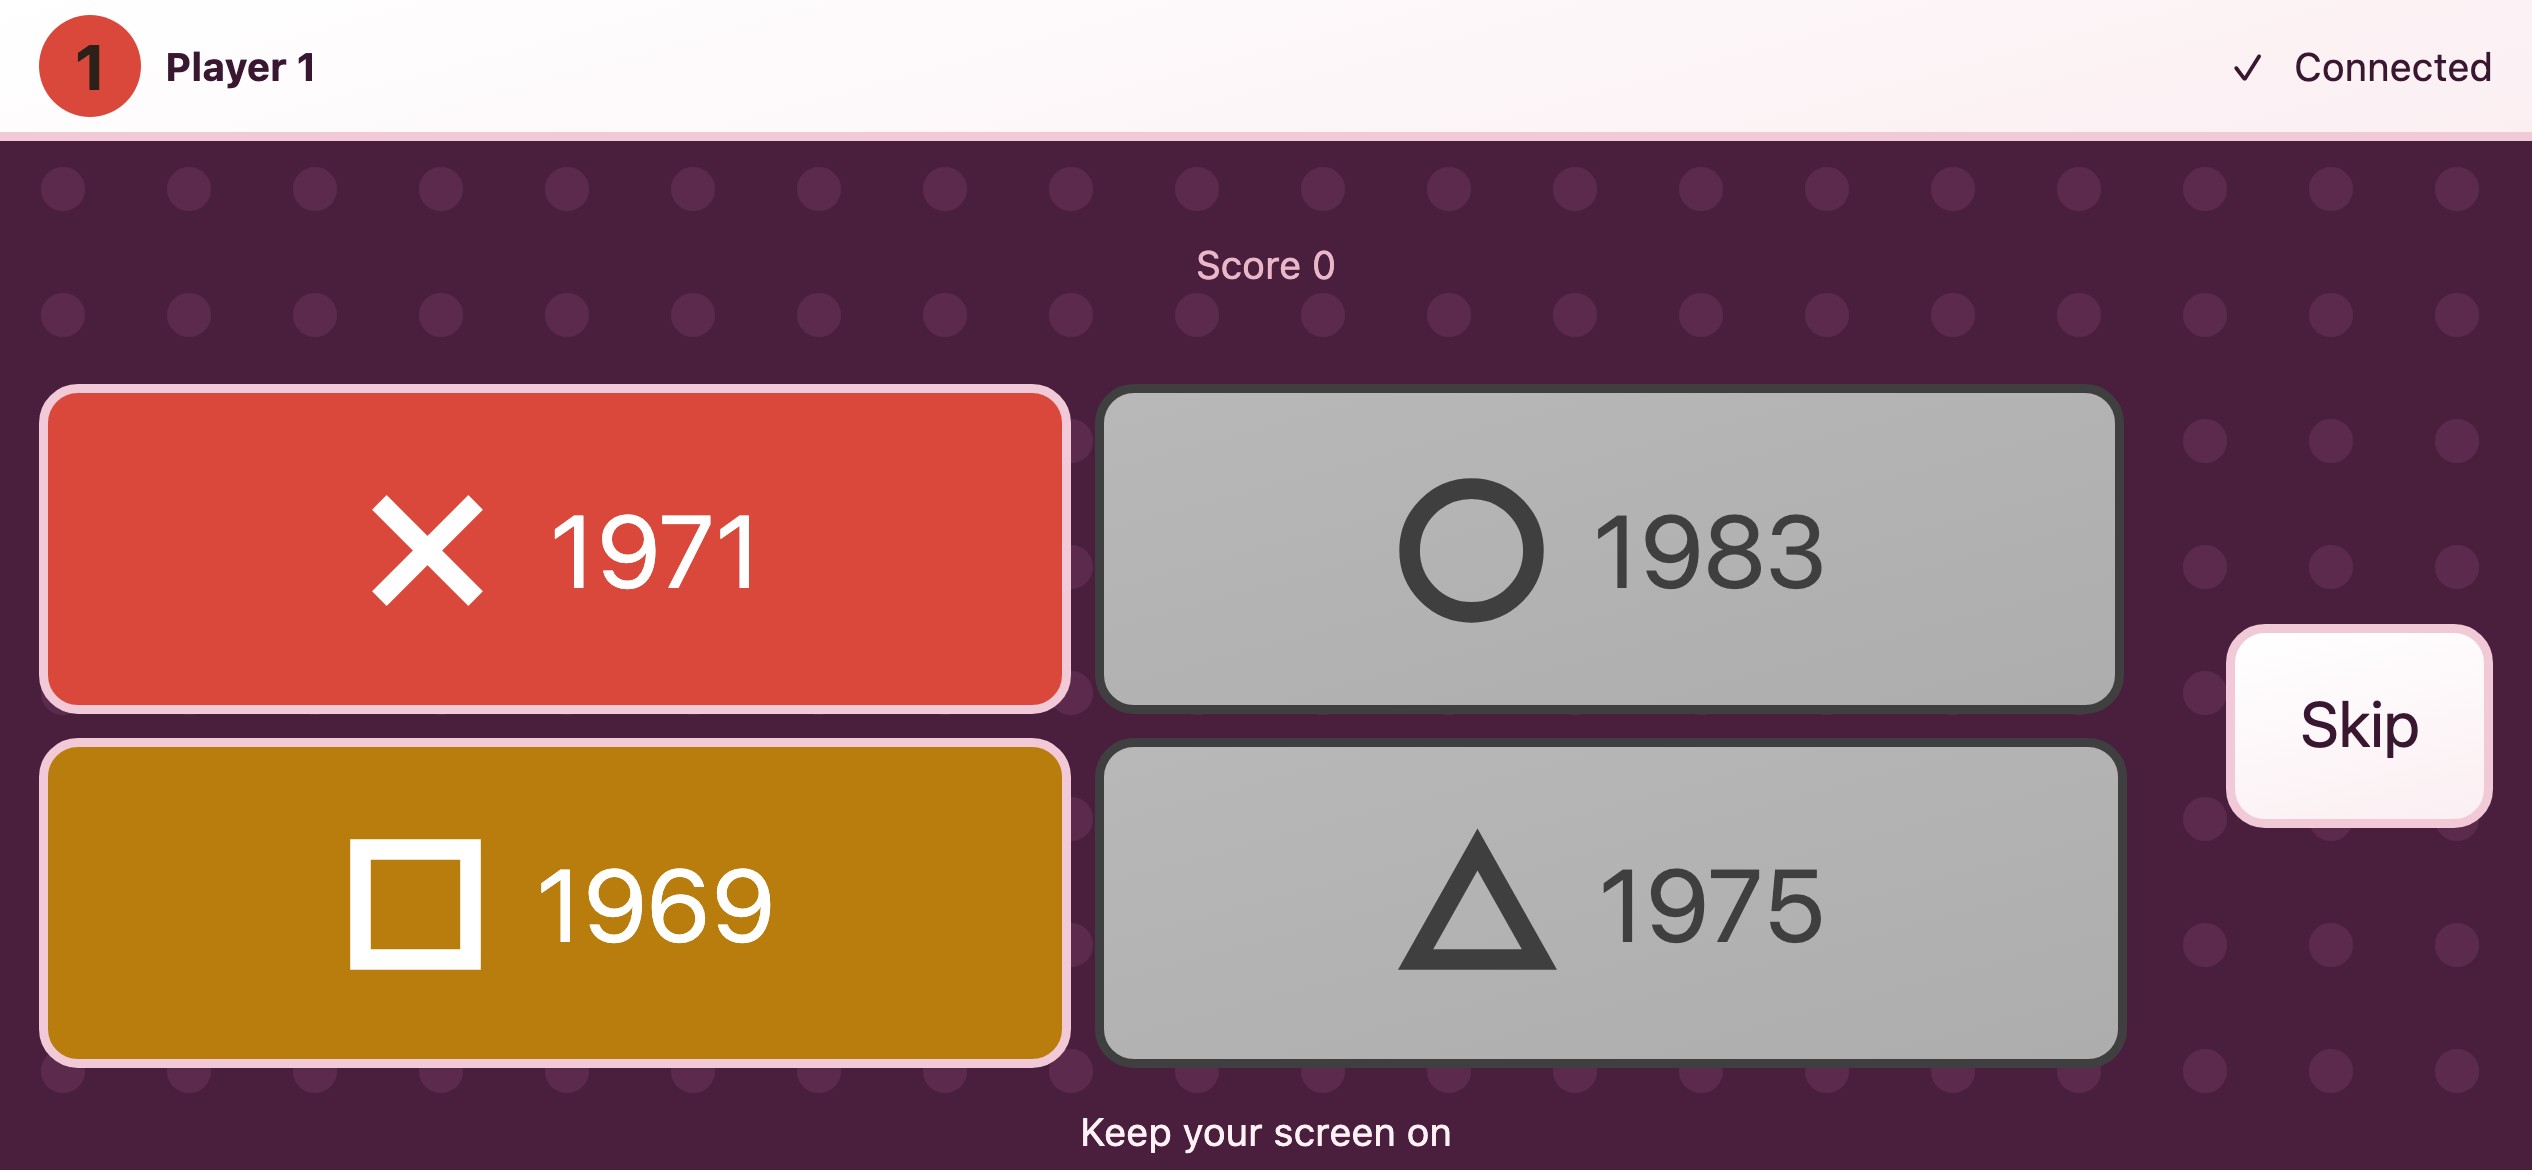 1 Player 1
✓ Connected
Score 0
1971
1983
1969
1975
Skip
Keep your screen on